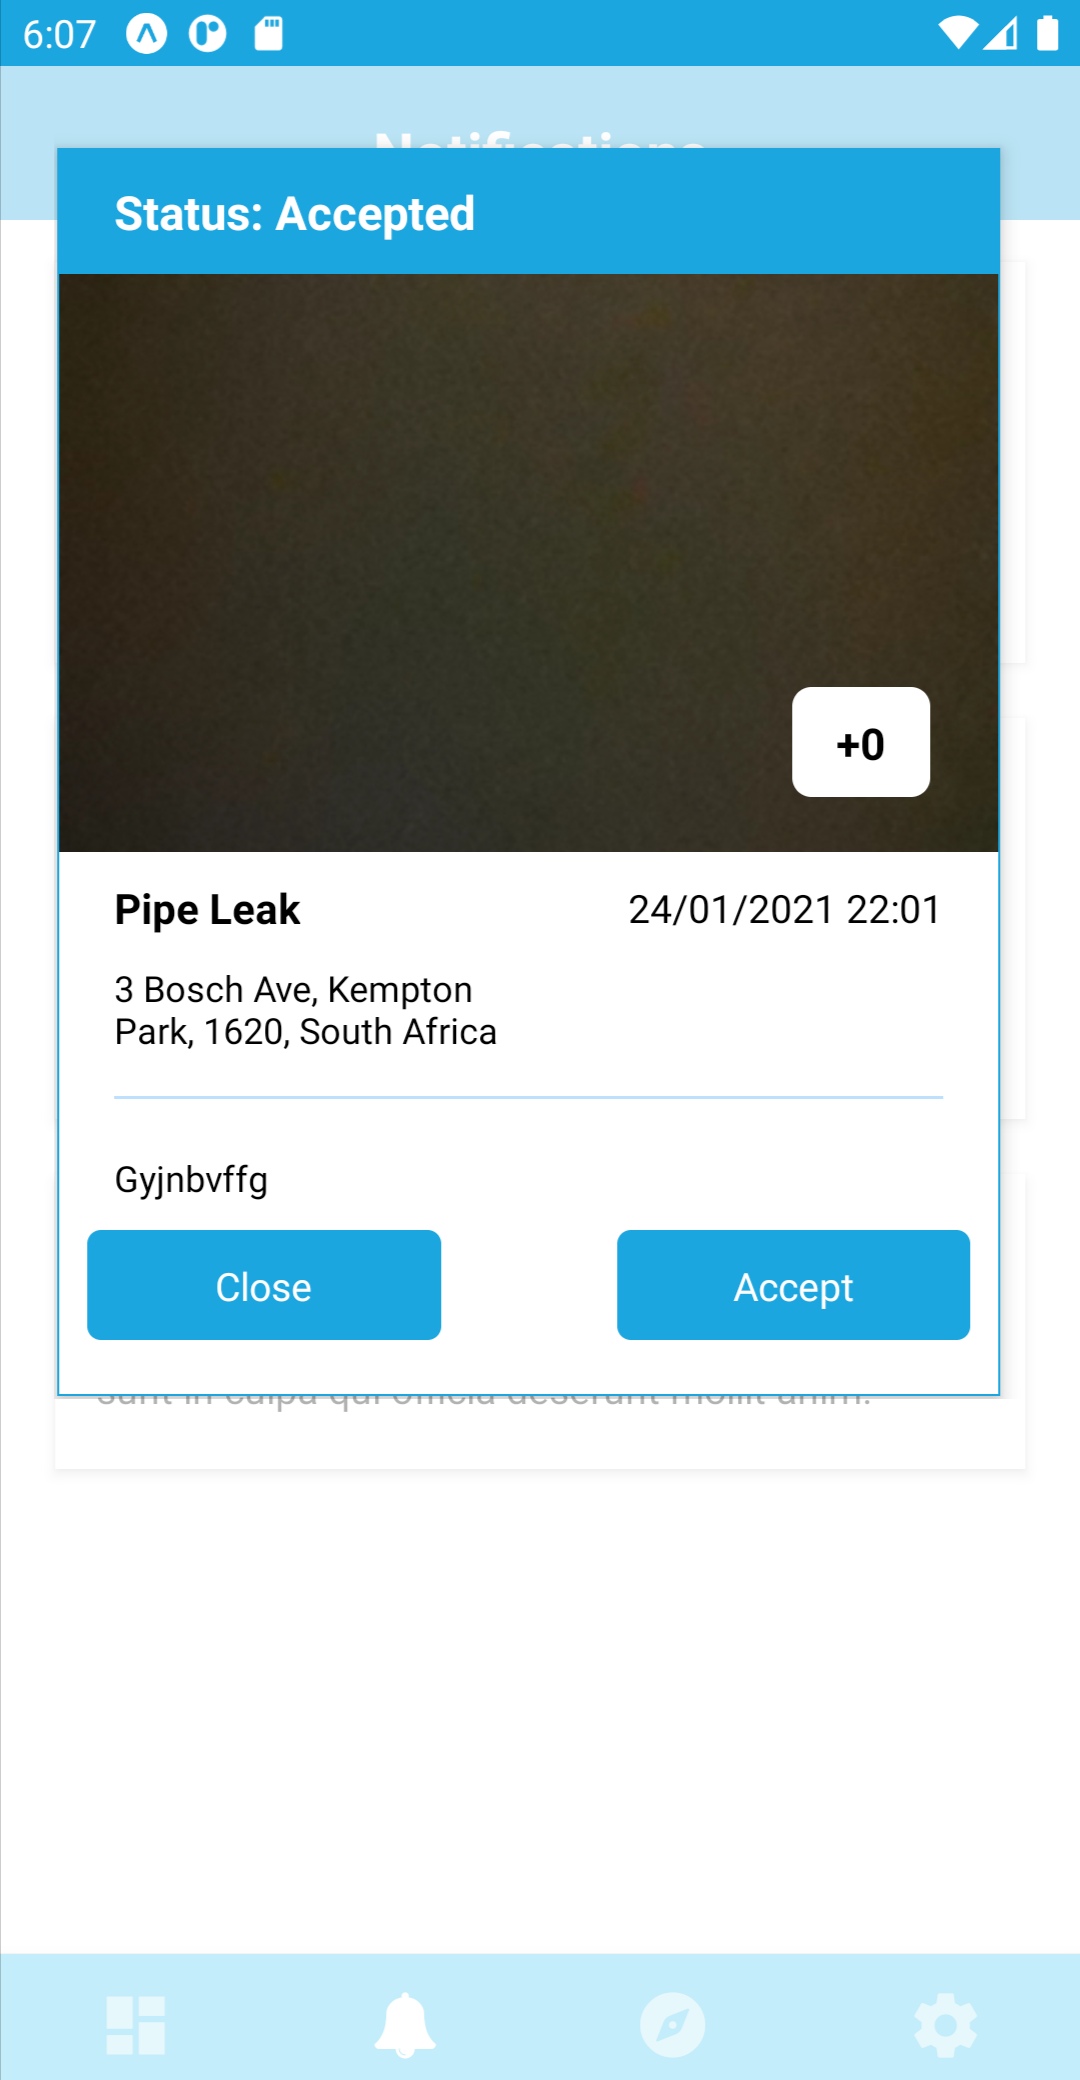 6:07
Notifications
Status: Accepted
+0
Pipe Leak 24/01/2021 22:01
3 Bosch Ave, Kempton
Park, 1620, South Africa
Gyjnbvffg
Close Accept
sunt in culpa qui officia deserunt mollit anim.